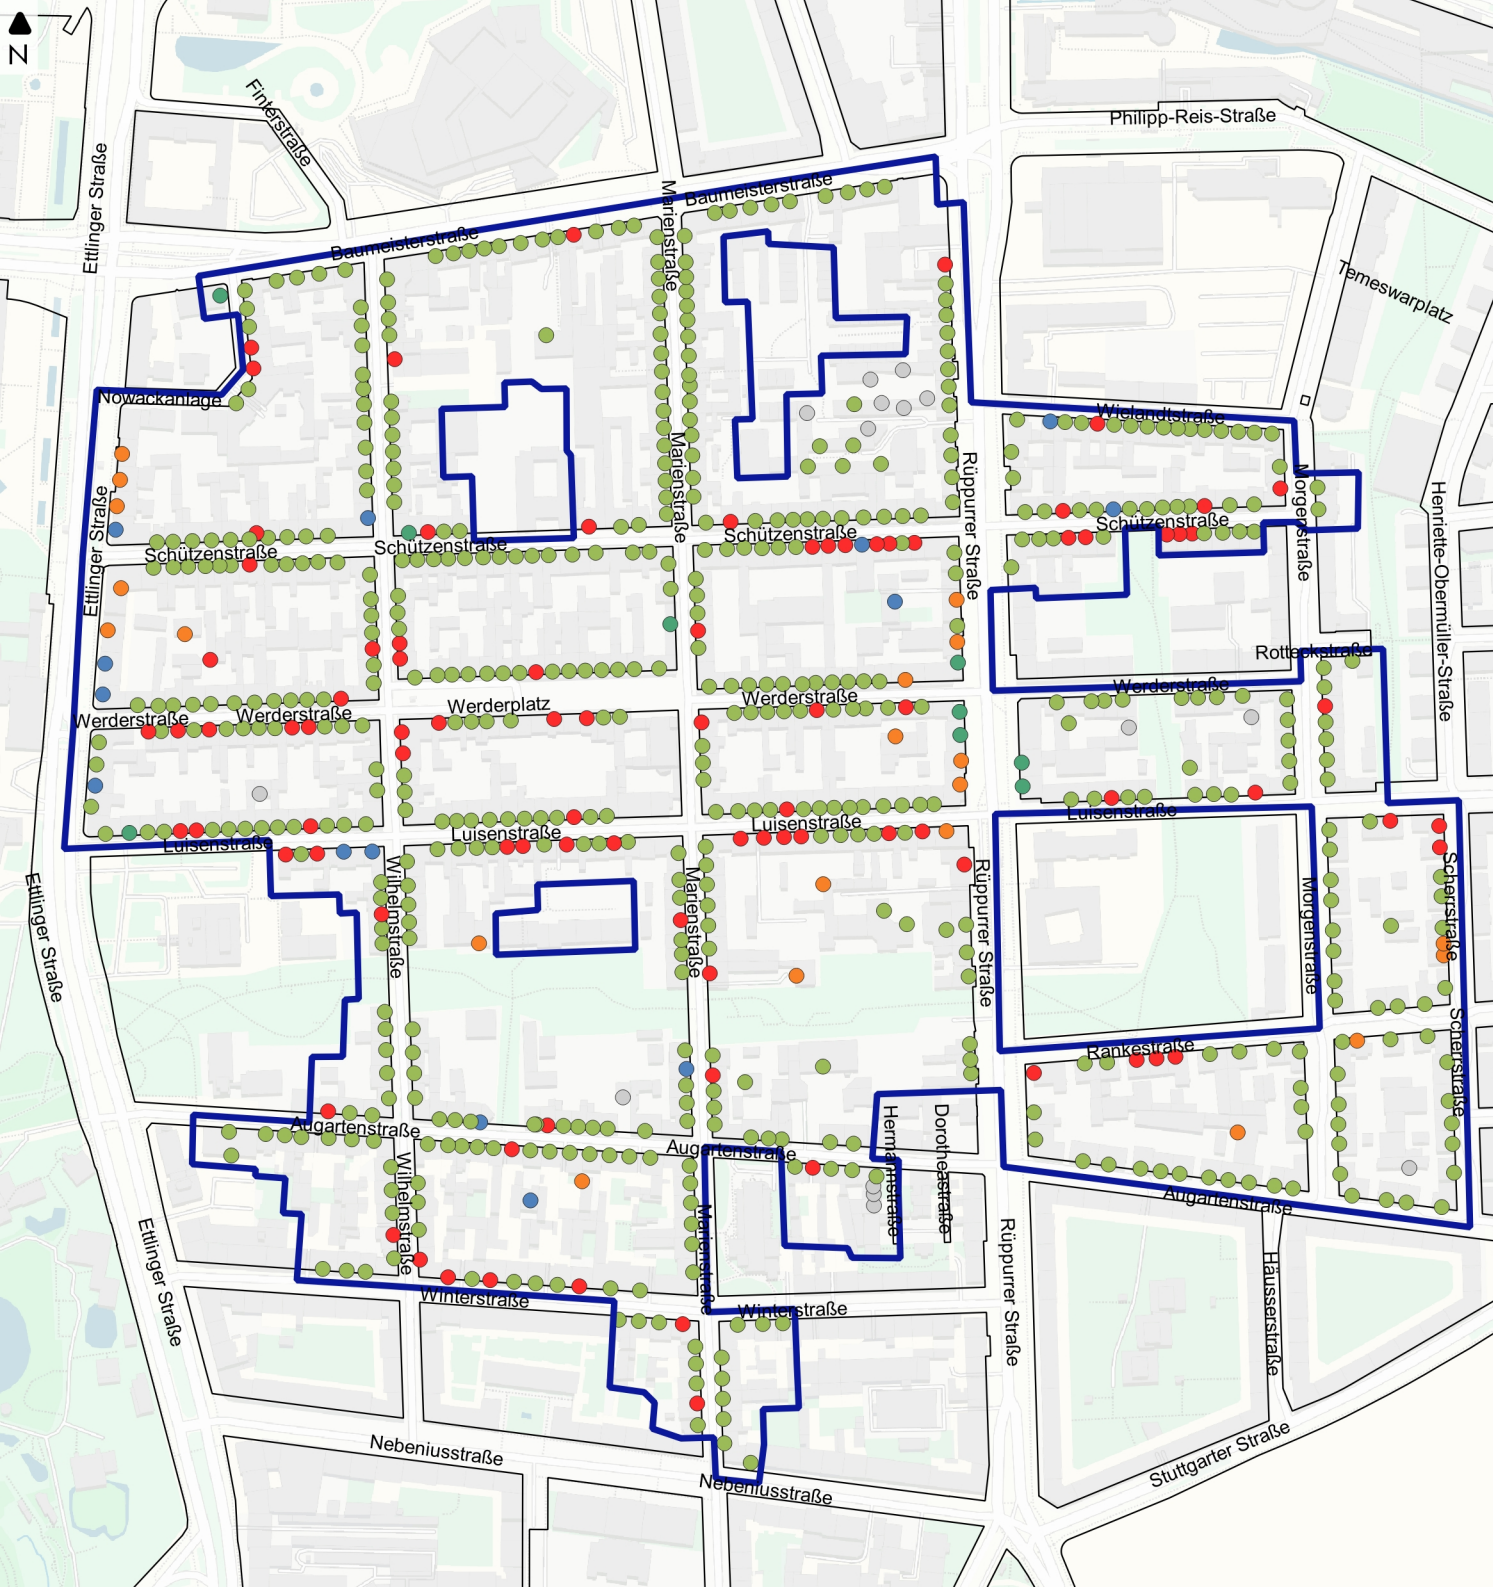 N
Finterstraße
Philipp-Reis-Straße
Ettlinger Straße
Baumeisterstraße
Marienstraße
Baumeisterstraße
Temeswarplatz
Nowackanlage
Wielandtstraße
Marienstraße
Rüppurrer Straße
Morgenstraße
Henriette-Obermüller-Straße
Ettlinger Straße
Schützenstraße
Schützenstraße
Schützenstraße
Schützenstraße
Rotteckstraße
Werderstraße
Werderstraße
Werderstraße
Werderplatz
Werderstraße
Luisenstraße
Luisenstraße
Luisenstraße
Luisenstraße
Ettlinger Straße
Wilhelmstraße
Marienstraße
Rüppurrer Straße
Morgenstraße
Scherrstraße
Scherrstraße
Rankestraße
Augartenstraße
Augartenstraße
Hermannstraße
Dorotheastraße
Augartenstraße
Wilhelmstraße
Marienstraße
Ettlinger Straße
Rüppurrer Straße
Häusserstraße
Winterstraße
Winterstraße
Nebeniusstraße
Nebeniusstraße
Stuttgarter Straße